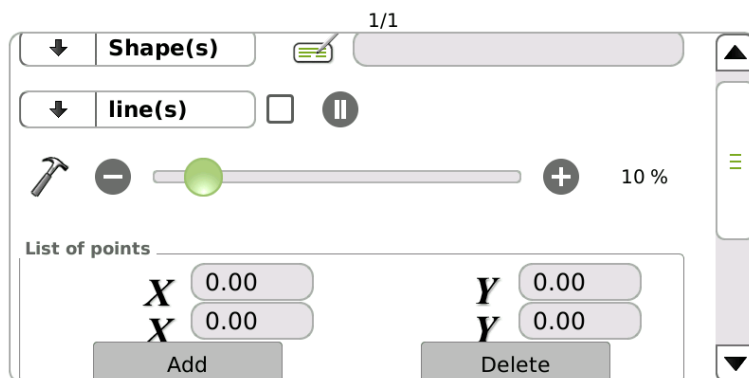 1/1
Shape(s)
line(s)
10 %
List of points
X 0.00 Y 0.00
X 0.00 Y 0.00
Add Delete